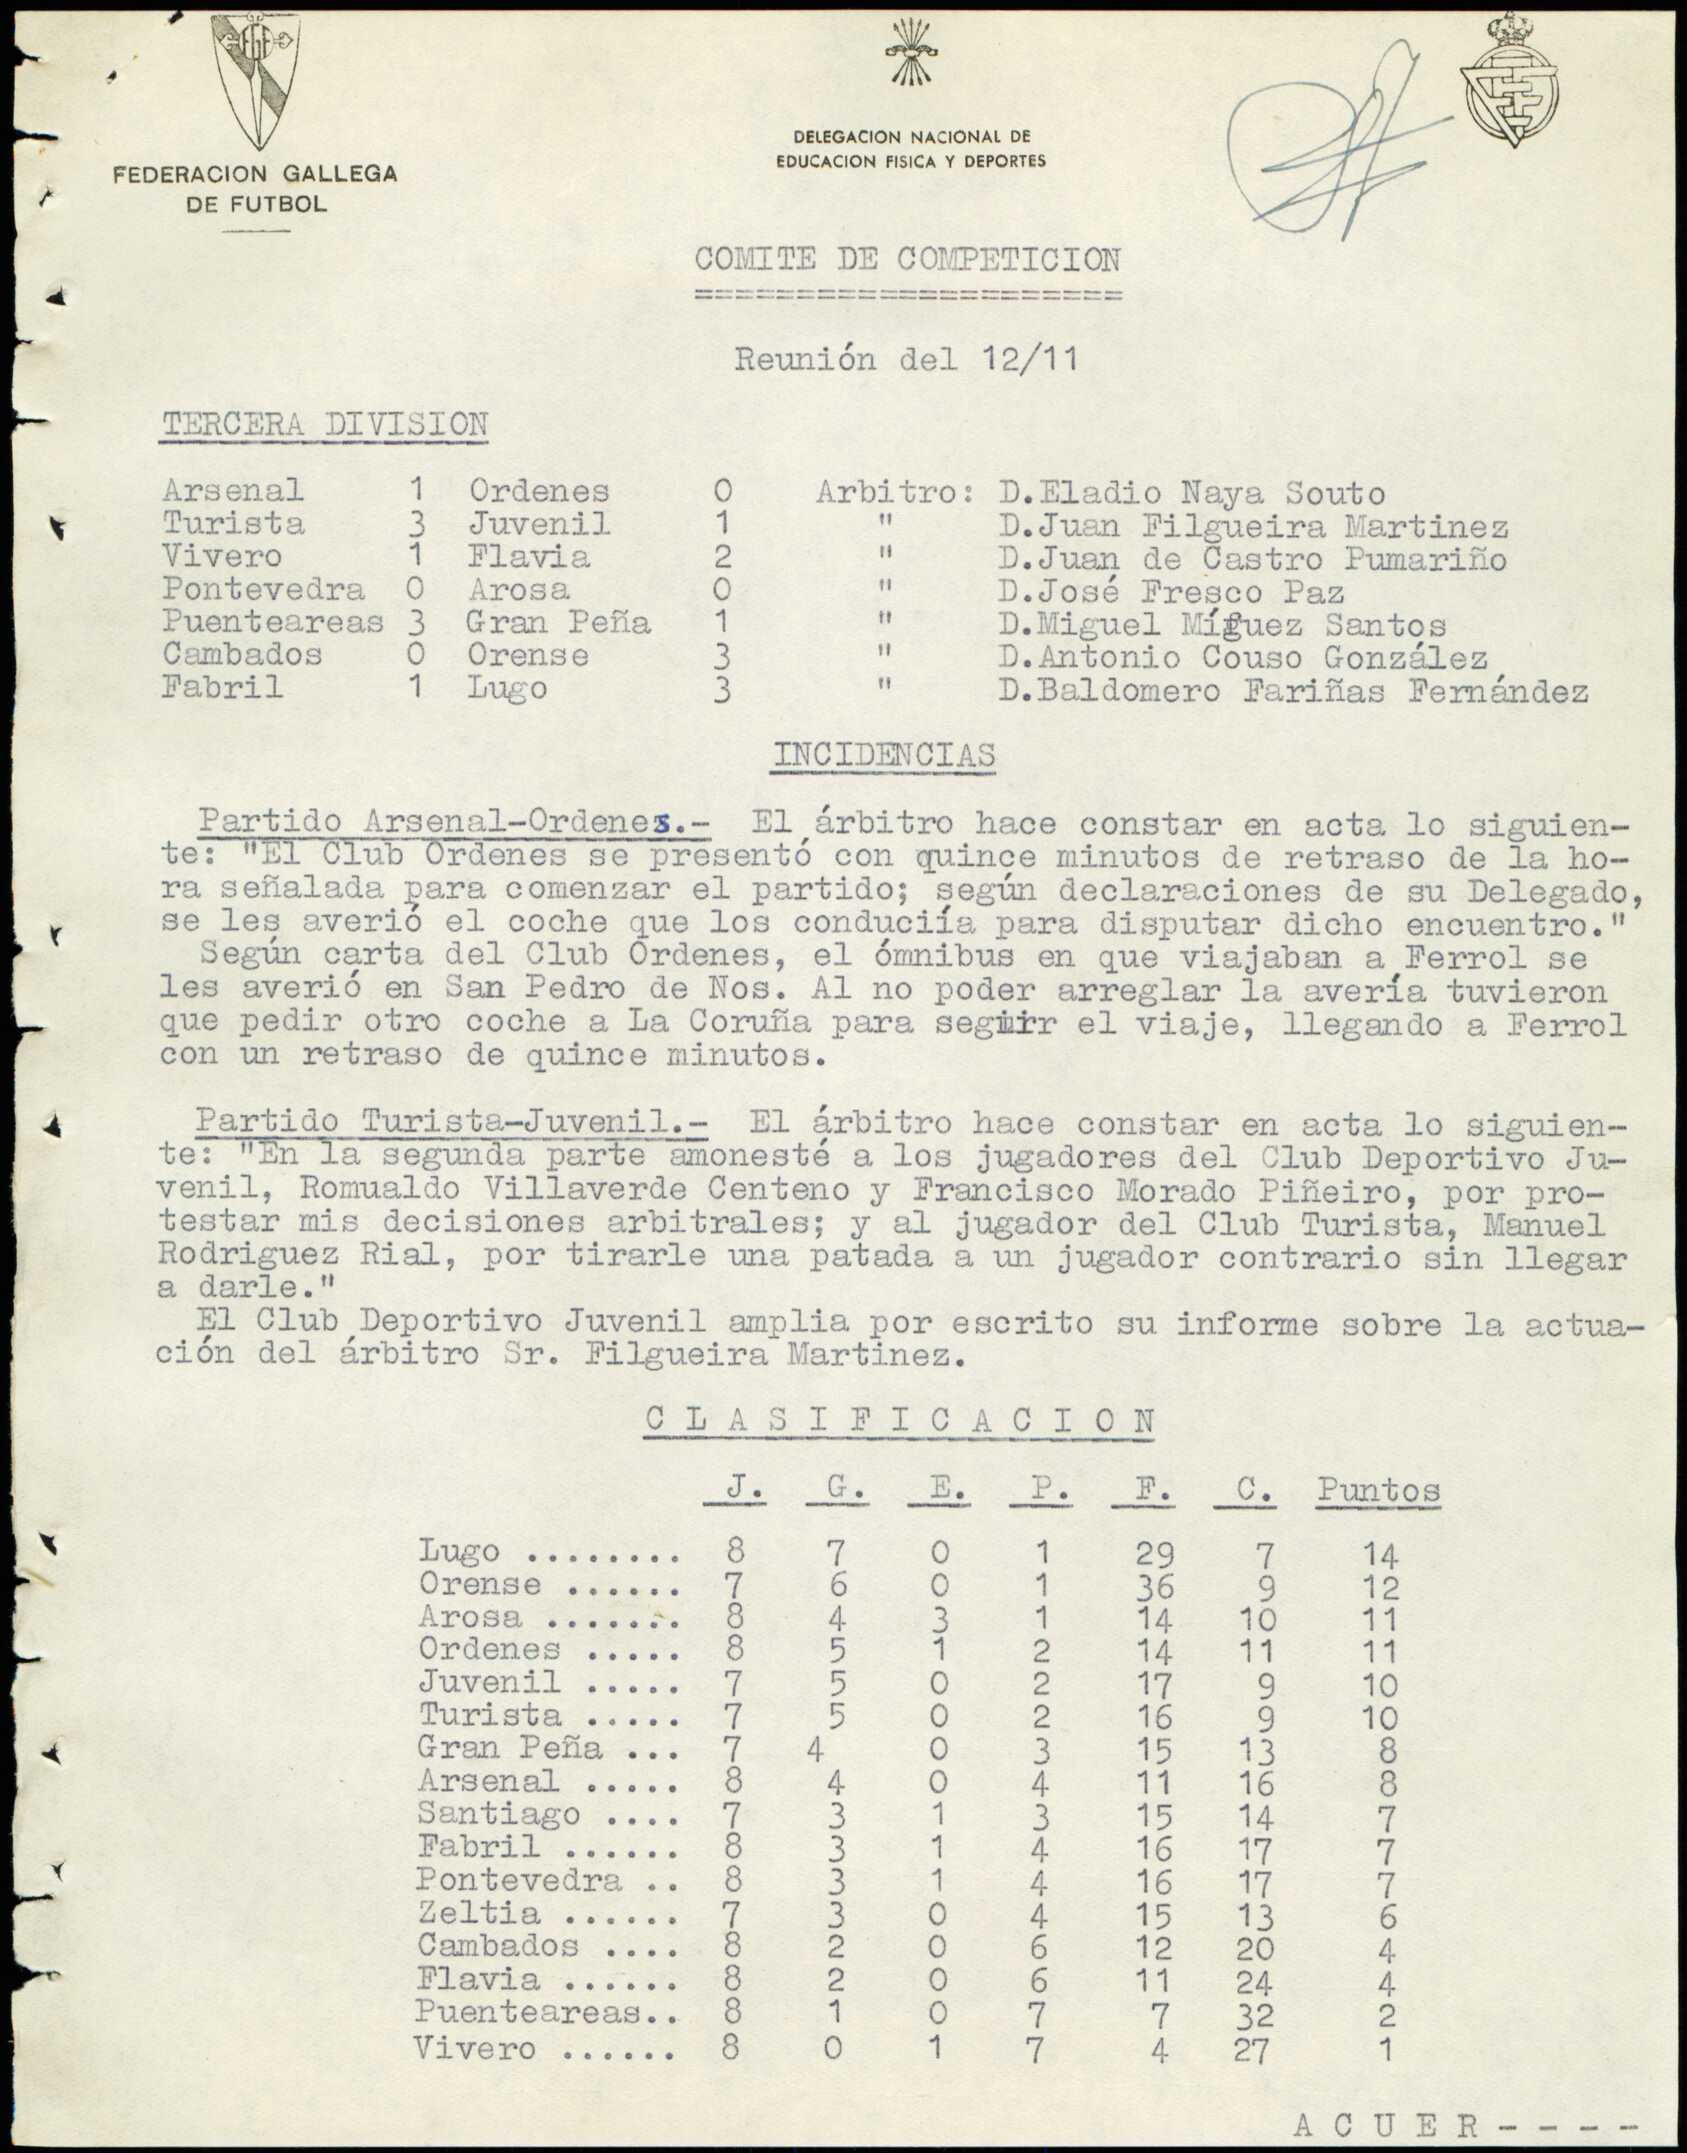 FEDERACION GALLEGA
DE FUTBOL
DELEGACION NACIONAL DE
EDUCACION FISICA Y DEPORTES
COMITE DE COMPETICION
=====================
Reunión del 12/11
TERCERA DIVISION
Arsenal 1 Ordenes 0 Arbitro: D.Eladio Naya Souto
Turista 3 Juvenil 1 " D.Juan Filgueira Martinez
Vivero 1 Flavia 2 " D.Juan de Castro Pumariño
Pontevedra 0 Arosa 0 " D.José Fresco Paz
Puenteareas 3 Gran Peña 1 " D.Miguel Míguez Santos
Cambados 0 Orense 3 " D.Antonio Couso González
Fabril 1 Lugo 3 " D.Baldomero Fariñas Fernández
INCIDENCIAS
Partido Arsenal-Ordenes.- El árbitro hace constar en acta lo siguien-
te: "El Club Ordenes se presentó con quince minutos de retraso de la ho-
ra señalada para comenzar el partido; según declaraciones de su Delegado,
se les averió el coche que los conduciía para disputar dicho encuentro."
Según carta del Club Ordenes, el ómnibus en que viajaban a Ferrol se
les averió en San Pedro de Nos. Al no poder arreglar la avería tuvieron
que pedir otro coche a La Coruña para seguir el viaje, llegando a Ferrol
con un retraso de quince minutos.
Partido Turista-Juvenil.- El árbitro hace constar en acta lo siguien-
te: "En la segunda parte amonesté a los jugadores del Club Deportivo Ju-
venil, Romualdo Villaverde Centeno y Francisco Morado Piñeiro, por pro-
testar mis decisiones arbitrales; y al jugador del Club Turista, Manuel
Rodriguez Rial, por tirarle una patada a un jugador contrario sin llegar
a darle."
El Club Deportivo Juvenil amplia por escrito su informe sobre la actua-
ción del árbitro Sr. Filgueira Martinez.
C L A S I F I C A C I O N
J. G. E. P. F. C. Puntos
Lugo ........ 8 7 0 1 29 7 14
Orense ...... 7 6 0 1 36 9 12
Arosa ....... 8 4 3 1 14 10 11
Ordenes ..... 8 5 1 2 14 11 11
Juvenil ..... 7 5 0 2 17 9 10
Turista ..... 7 5 0 2 16 9 10
Gran Peña ... 7 4 0 3 15 13 8
Arsenal ..... 8 4 0 4 11 16 8
Santiago .... 7 3 1 3 15 14 7
Fabril ...... 8 3 1 4 16 17 7
Pontevedra .. 8 3 1 4 16 17 7
Zeltia ...... 7 3 0 4 15 13 6
Cambados .... 8 2 0 6 12 20 4
Flavia ...... 8 2 0 6 11 24 4
Puenteareas.. 8 1 0 7 7 32 2
Vivero ...... 8 0 1 7 4 27 1
A C U E R - - - -